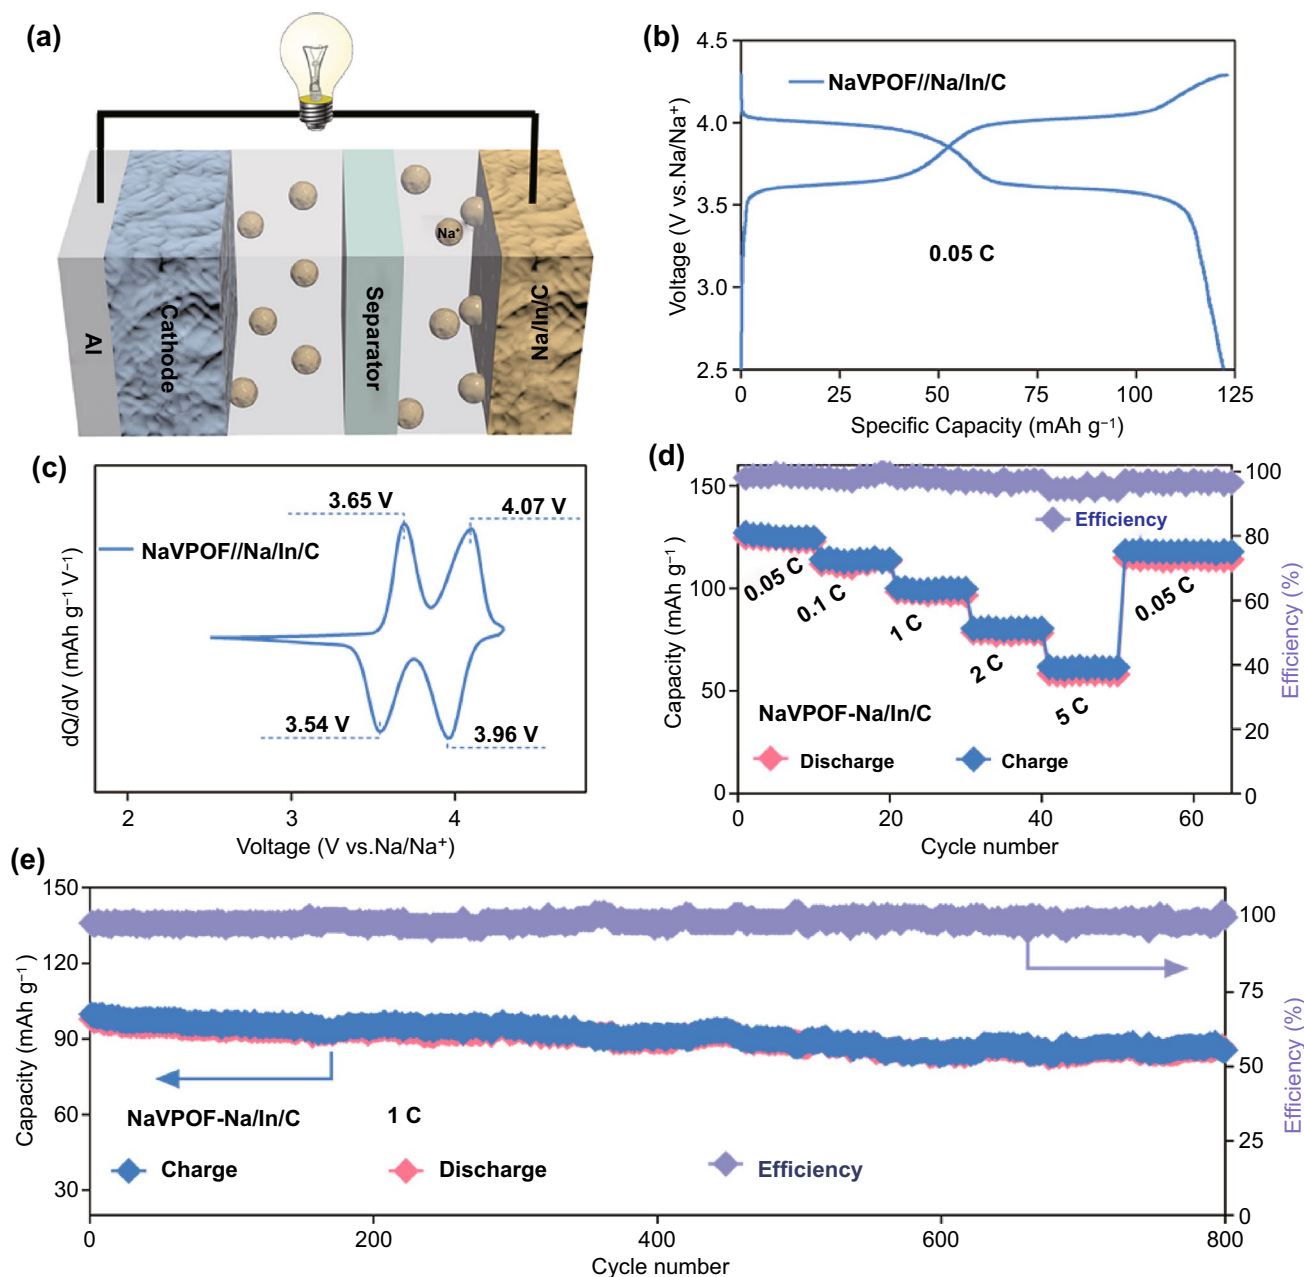 (a)
Al
Cathode
Separator
Na⁺
Na/In/C
(b)
4.5
4.0
3.5
3.0
2.5
Voltage (V vs.Na/Na⁺)
NaVPOF//Na/In/C
0.05 C
0
25
50
75
100
125
Specific Capacity (mAh g⁻¹)
(c)
dQ/dV (mAh g⁻¹ V⁻¹)
NaVPOF//Na/In/C
3.65 V
4.07 V
3.54 V
3.96 V
2
3
4
Voltage (V vs.Na/Na⁺)
(d)
150
100
50
0
Capacity (mAh g⁻¹)
100
80
60
40
20
0
Efficiency (%)
Efficiency
0.05 C
0.1 C
1 C
2 C
5 C
0.05 C
NaVPOF-Na/In/C
Discharge
Charge
0
20
40
60
Cycle number
(e)
150
120
90
60
30
Capacity (mAh g⁻¹)
100
75
50
25
0
Efficiency (%)
NaVPOF-Na/In/C
1 C
Charge
Discharge
Efficiency
0
200
400
600
800
Cycle number